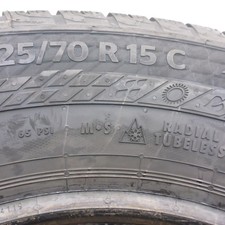 25/70 R 15 C
65 PSI M+S RADIAL
TUBELESS